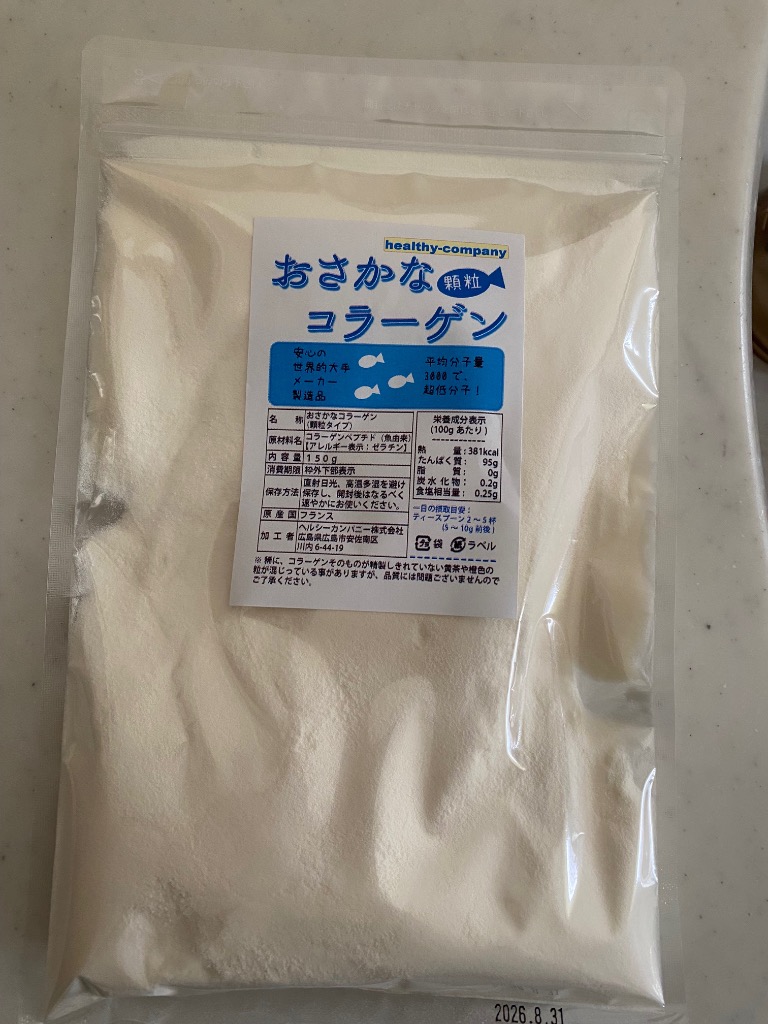 healthy-company
おさかな 顆粒
コラーゲン
安心の
世界的大手
メーカー
製造品
平均分子量
3000で、
超低分子！
名称 おさかなコラーゲン
(顆粒タイプ)
原材料名 コラーゲンペプチド（魚由来）
【アレルギー表示：ゼラチン】
内容量 150g
消費期限 枠外下部表示
保存方法 直射日光、高温多湿を避け
保存し、開封後はなるべく
速やかにお使いください。
原産国 フランス
加工者 ヘルシーカンパニー株式会社
広島県広島市安佐南区
川内6-44-19
栄養成分表示
(100gあたり)
熱量：381kcal
たんぱく質：95g
脂質：0g
炭水化物：0.2g
食塩相当量：0.25g
一日の摂取目安：
ティースプーン2～5杯
(5～10g前後)
プラ 袋 紙 ラベル
※稀に、コラーゲンそのものが精製しきれていない黄茶や橙色の
粒が混じっている事がありますが、品質には問題ございませんので
ご了承ください。
2026.8.31